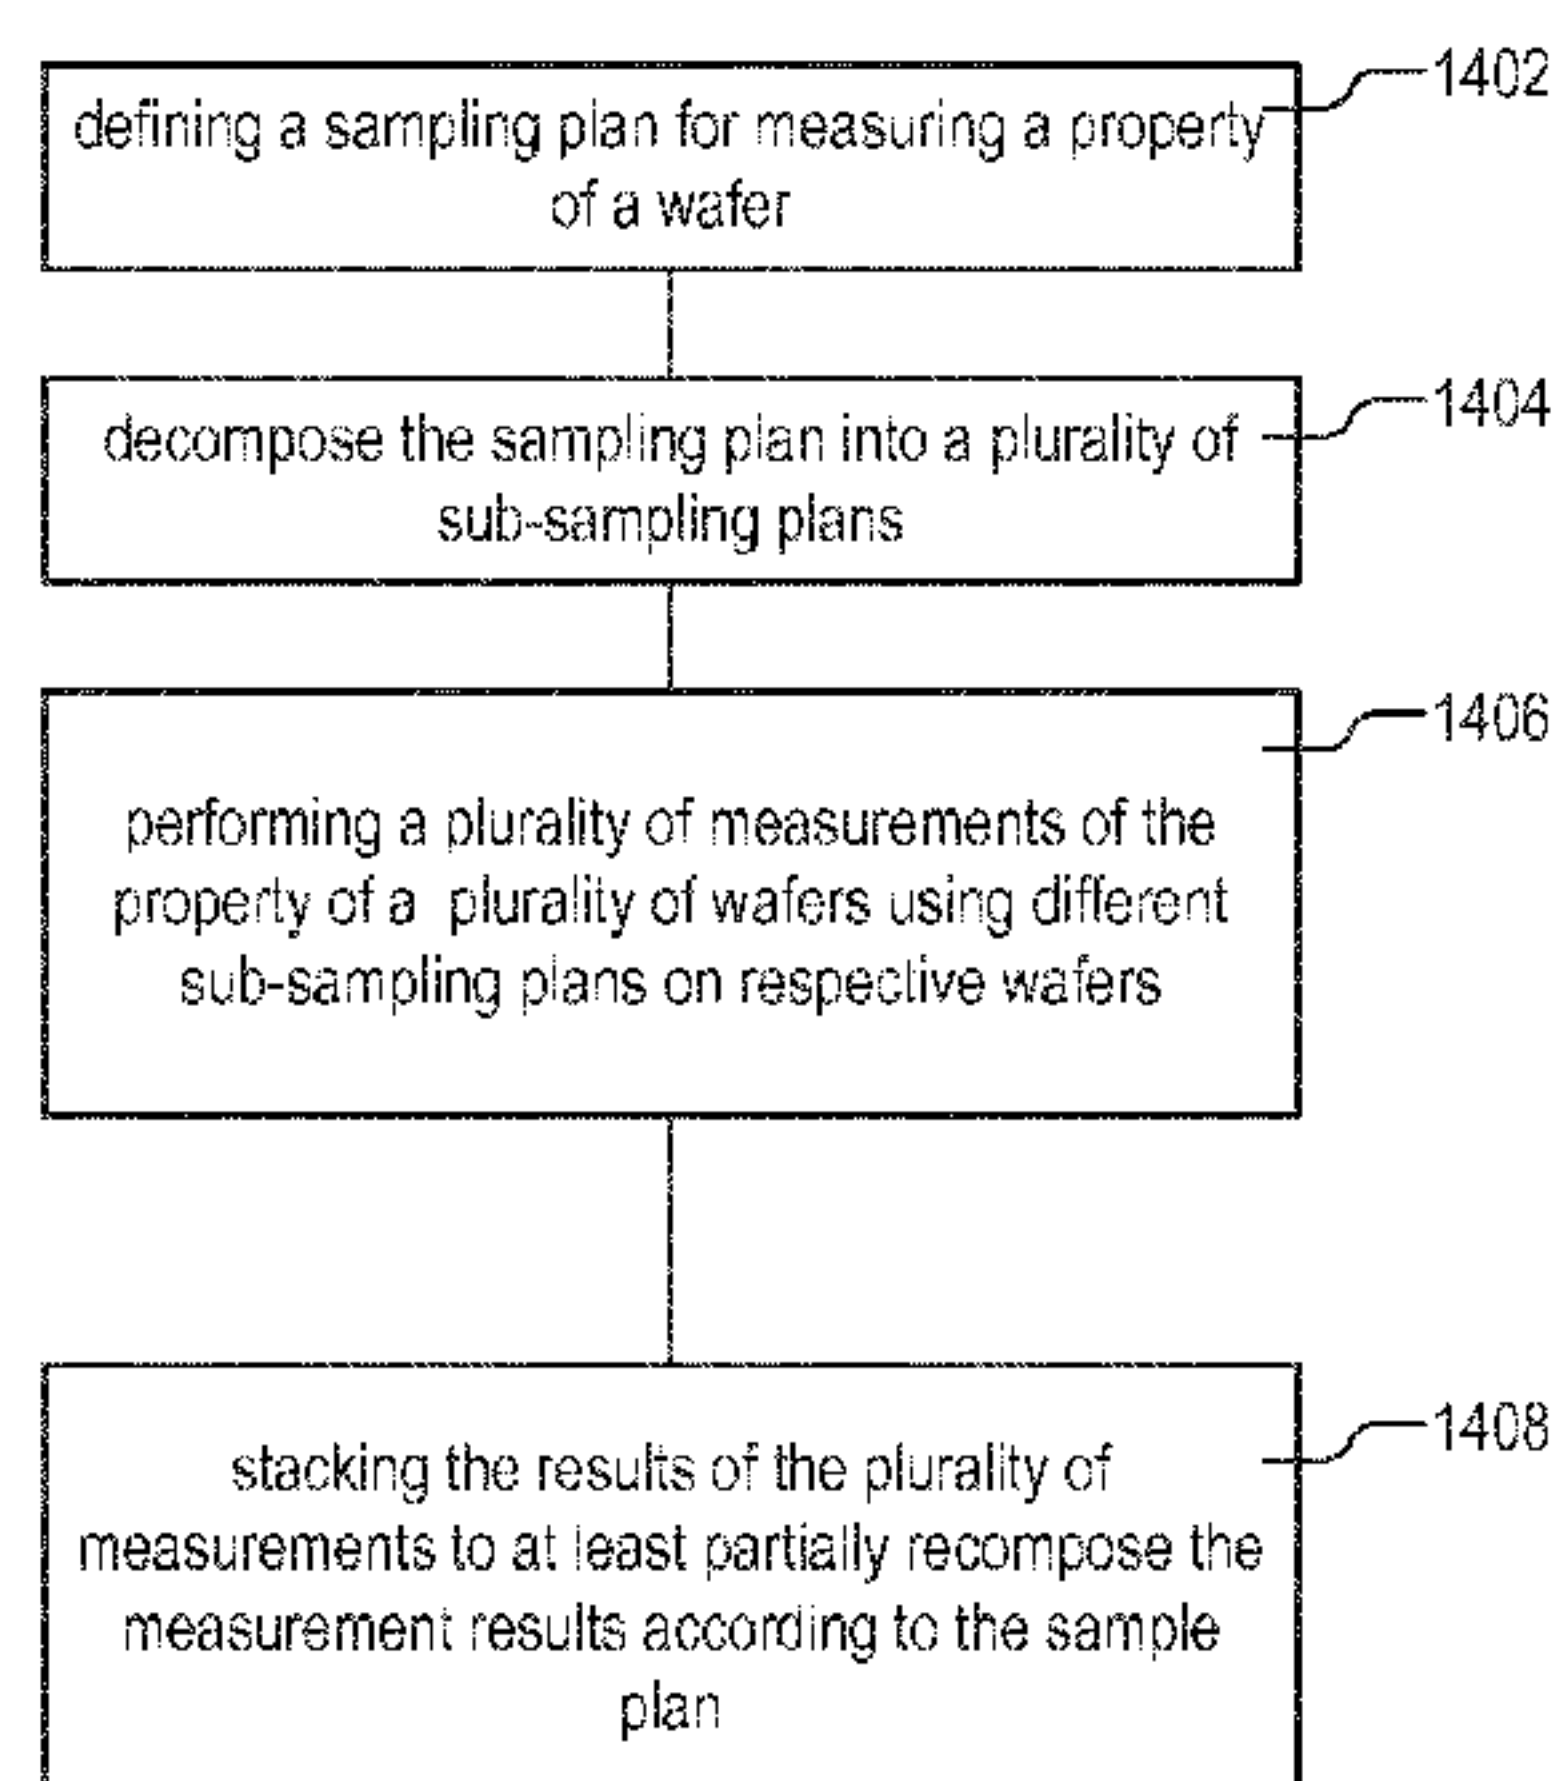 1402
defining a sampling plan for measuring a property
of a wafer
1404
decompose the sampling plan into a plurality of
sub-sampling plans
1406
performing a plurality of measurements of the
property of a plurality of wafers using different
sub-sampling plans on respective wafers
1408
stacking the results of the plurality of
measurements to at least partially recompose the
measurement results according to the sample
plan